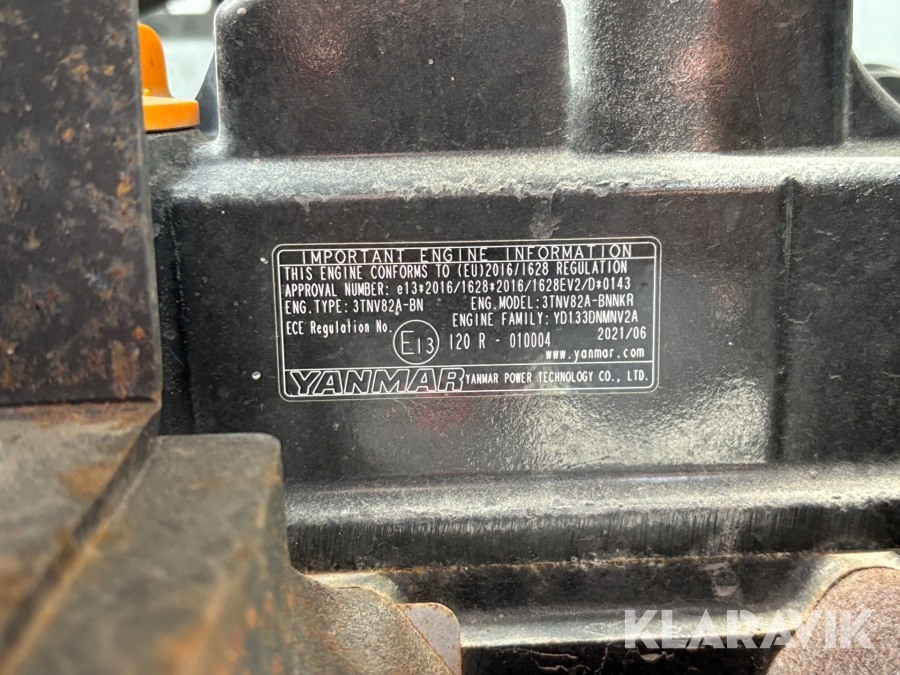 IMPORTANT ENGINE INFORMATION
THIS ENGINE CONFORMS TO (EU)2016/1628 REGULATION
APPROVAL NUMBER: e13*2016/1628*2016/1628EV2/D*0143
ENG.TYPE: 3TNV82A-BN ENG.MODEL: 3TNV82A-BNNKR
ENGINE FAMILY: YD133DNMNV2A
ECE Regulation No. 2021/06
E13 120 R - 010004
www.yanmar.com
YANMAR YANMAR POWER TECHNOLOGY CO., LTD.
KLARAVIK